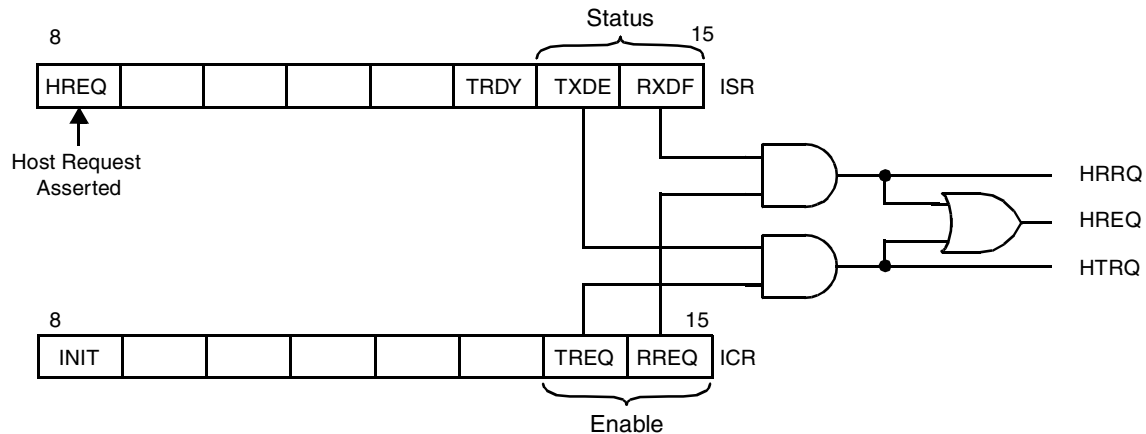 Status
8
15
HREQ
TRDY
TXDE
RXDF
ISR
Host Request
Asserted
HRRQ
HREQ
HTRQ
8
15
INIT
TREQ
RREQ
ICR
Enable